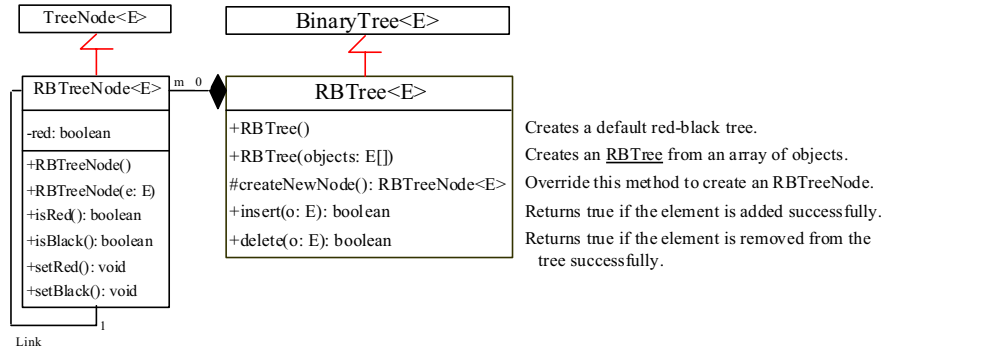 TreeNode<E>
BinaryTree<E>
RBTreeNode<E>
m 0
-red: boolean
+RBTreeNode()
+RBTreeNode(e: E)
+isRed(): boolean
+isBlack(): boolean
+setRed(): void
+setBlack(): void
1
Link
RBTree<E>
+RBTree()
+RBTree(objects: E[])
#createNewNode(): RBTreeNode<E>
+insert(o: E): boolean
+delete(o: E): boolean
Creates a default red-black tree.
Creates an RBTree from an array of objects.
Override this method to create an RBTreeNode.
Returns true if the element is added successfully.
Returns true if the element is removed from the
tree successfully.